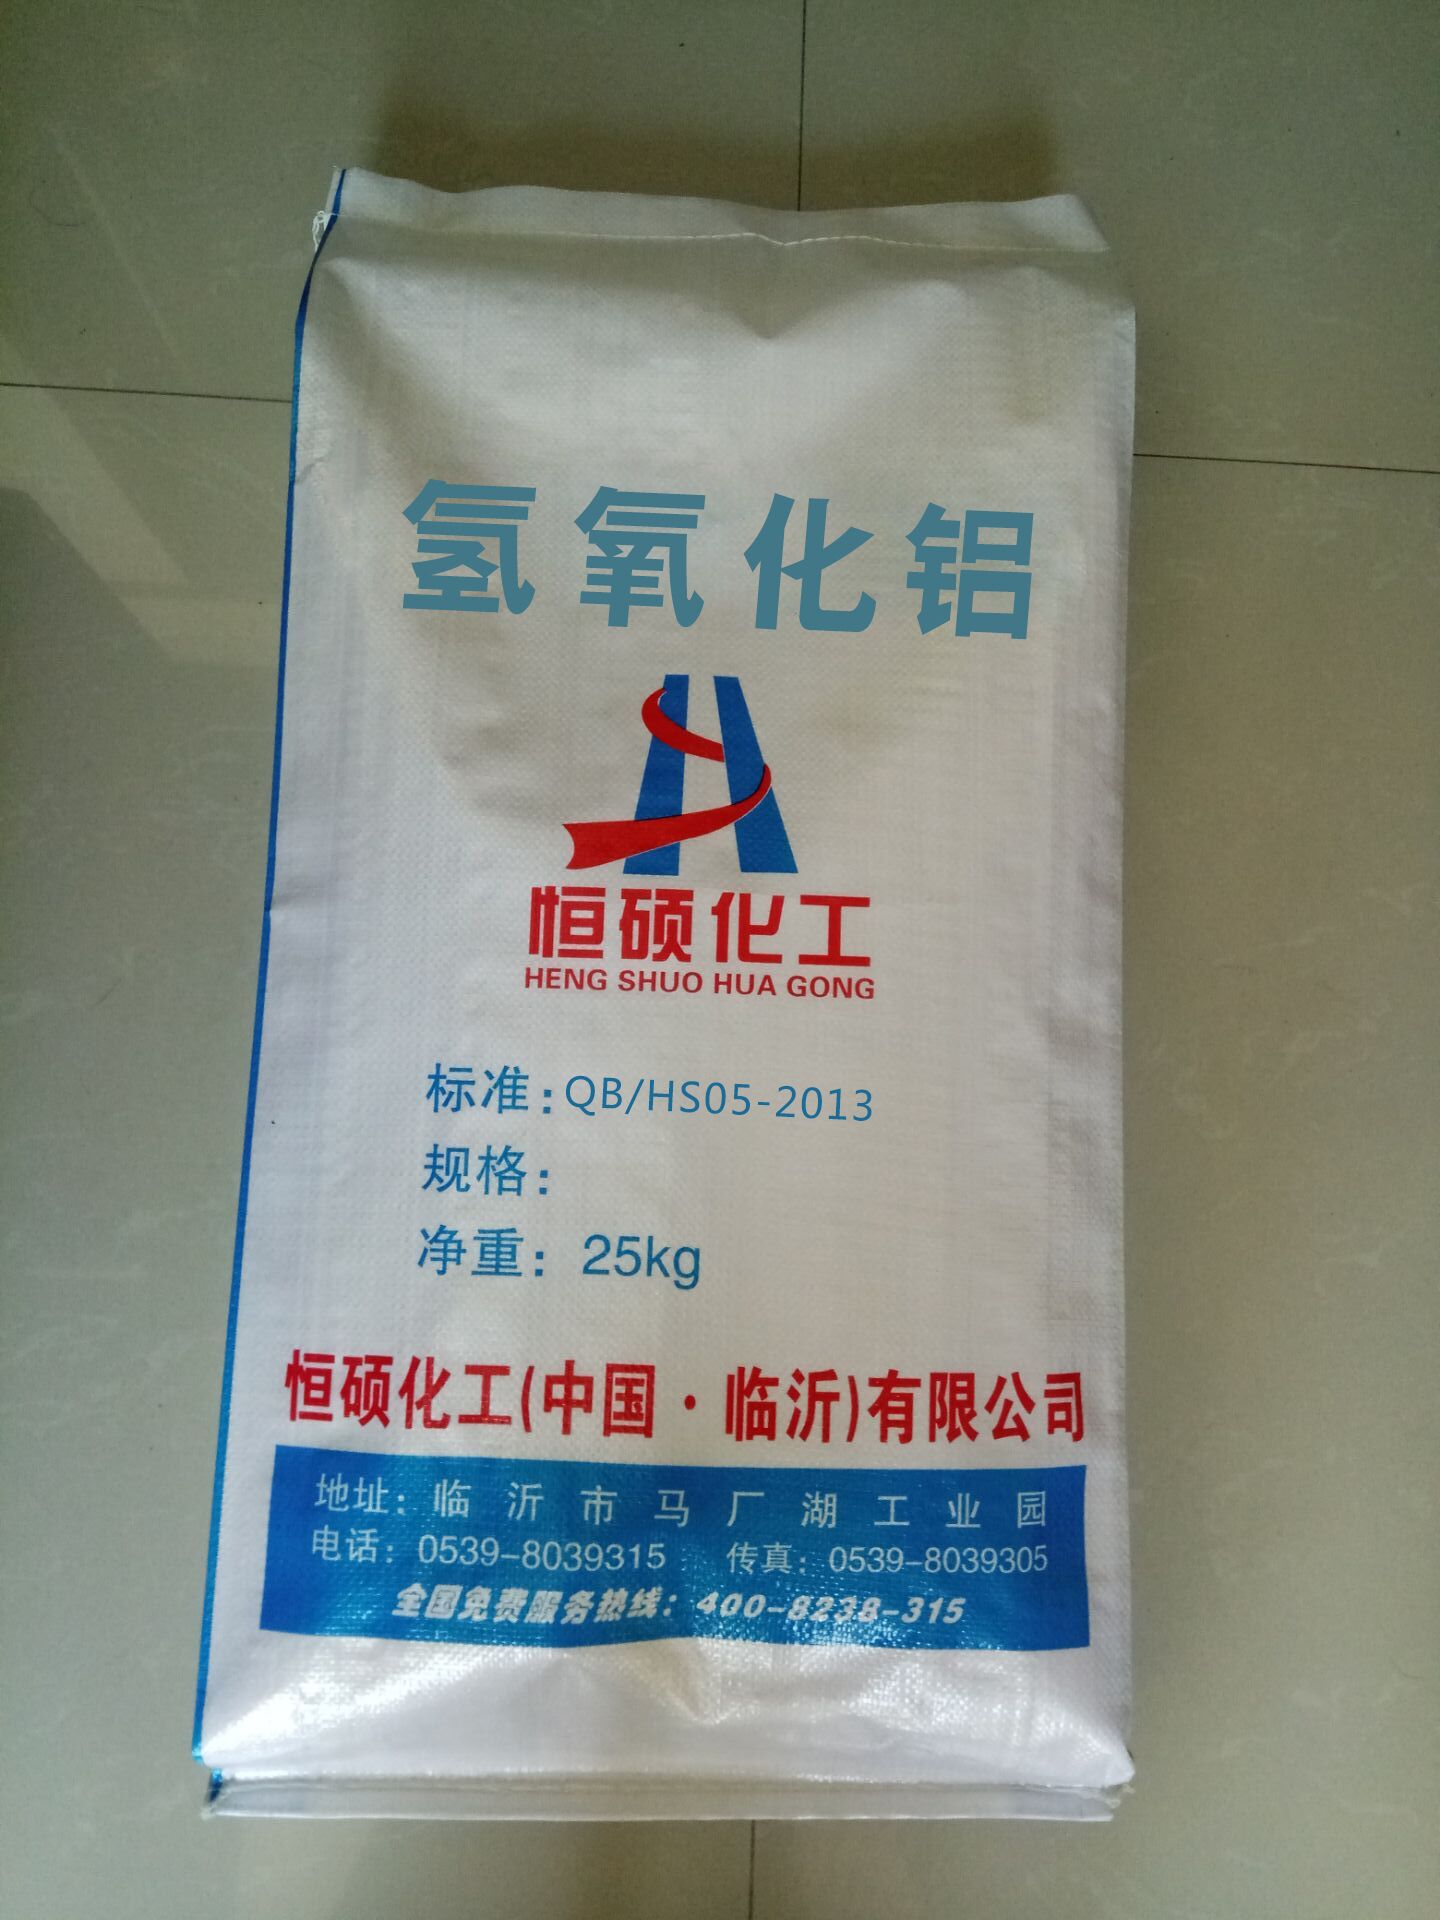 氢氧化铝
恒硕化工
HENG SHUO HUA GONG
标准:QB/HS05-2013
规格:
净重: 25kg
恒硕化工(中国·临沂)有限公司
地址: 临沂市马厂湖工业园
电话: 0539-8039315 传真: 0539-8039305
全国免费服务热线: 400-8238-315